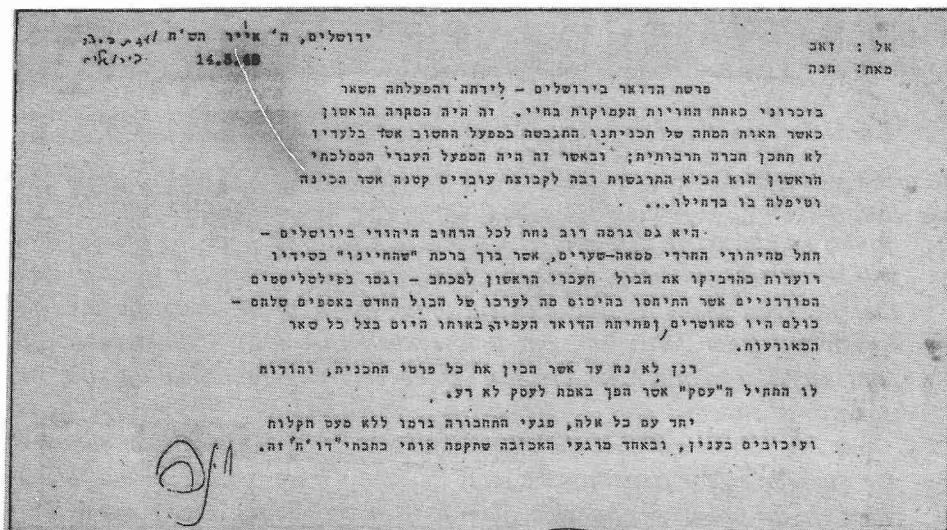 ירושלים, ה' אייר תש"ח
14.5.48
בירושלים
אל : זאב
מאת: חנה
פרשת הדואר בירושלים - לידתה והפעלתה תשאר
בזכרוני כאחת החויות העמוקות בחיי. זה היה המקרה הראשון
כאשר האות המתה של תכניתנו התגבשה במפעל החשוב אשר בלעדיו
לא תתכן חברה תרבותית; ובאשר זה היה המפעל העברי הממלכתי
הראשון הוא הביא התרגשות רבה לקבוצת עובדים קטנה אשר הכינה
וטיפלה בו בדחילו...
היא גם גרמה רוב נחת לכל הרחוב היהודי בירושלים -
החל מהיהודי החרדי ממאה-שערים, אשר ברך ברכת "שהחיינו" כשידיו
רועדות בהדביקו את הבול העברי הראשון למכתב - וגמר בפילטליסטים
המודרניים אשר התיחסו בהיסוס מה לערכו של הבול החדש באספים שלהם -
כולם היו מאושרים, ופתיחת הדואר העמיד, באותו היום בצל כל שאר
המאורעות.
רנן לא נח עד אשר הכין את כל פרטי התכנית, והודות
לו התחיל ה"עסק" אשר הפך באמת לעסק לא רע.
יחד עם כל אלה, פגעי התחבורה גרמו ללא מעט תקלות
ועיכובים בענין, ובאחד מרגעי האכזבה שתקפה אותי כתבתי "דו"ח" זה.
חנה